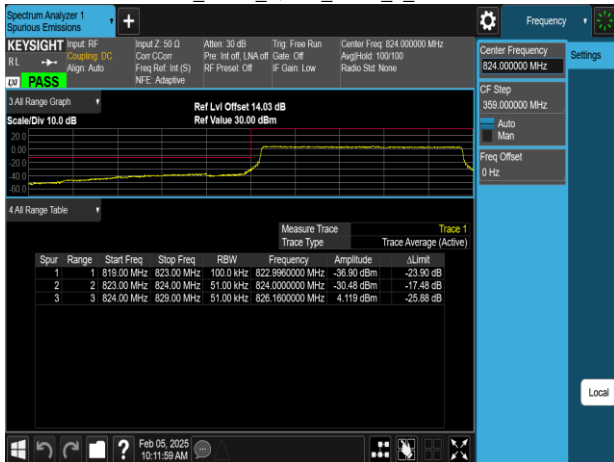 Spectrum Analyzer 1
Spurious Emissions
Frequency
KEYSIGHT
RL
LXI
PASS
Input: RF
Coupling: DC
Align: Auto
Input Z: 50 Ω
Corr CCorr
Freq Ref: Int (S)
NFE: Adaptive
Atten: 30 dB
Pre: Int off, LNA off
RF Preset: Off
Trig: Free Run
Gate: Off
IF Gain: Low
Center Freq: 824.000000 MHz
Avg|Hold: 100/100
Radio Std: None
Center Frequency
824.000000 MHz
Settings
CF Step
359.000000 MHz
Auto
Man
Freq Offset
0 Hz
3 All Range Graph
Scale/Div 10.0 dB
Ref Lvl Offset 14.03 dB
Ref Value 30.00 dBm
20.0
0.00
-20.0
-40.0
-60.0
4 All Range Table
Measure Trace Trace 1
Trace Type Trace Average (Active)
Spur Range Start Freq Stop Freq RBW Frequency Amplitude ΔLimit
1 1 819.00 MHz 823.00 MHz 100.0 kHz 822.9960000 MHz -36.90 dBm -23.90 dB
2 2 823.00 MHz 824.00 MHz 51.00 kHz 824.0000000 MHz -30.48 dBm -17.48 dB
3 3 824.00 MHz 829.00 MHz 51.00 kHz 826.1600000 MHz 4.119 dBm -25.88 dB
Local
?
Feb 05, 2025
10:11:59 AM